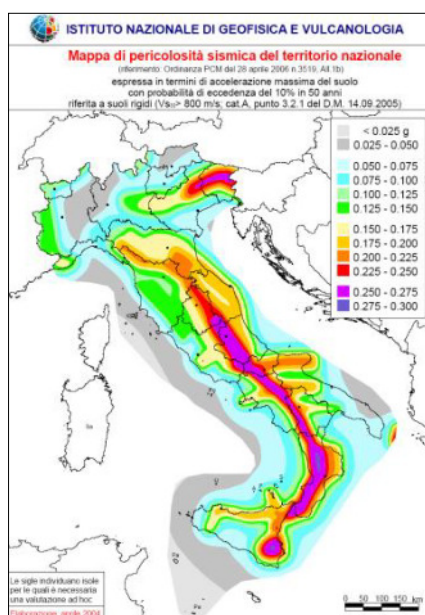 ISTITUTO NAZIONALE DI GEOFISICA E VULCANOLOGIA
Mappa di pericolosità sismica del territorio nazionale
(riferimento: Ordinanza PCM del 28 aprile 2006 n.3519, All.1b)
espressa in termini di accelerazione massima del suolo
con probabilità di eccedenza del 10% in 50 anni
riferita a suoli rigidi (Vs₃₀> 800 m/s; cat.A, punto 3.2.1 del D.M. 14.09.2005)
< 0.025 g
0.025 - 0.050
0.050 - 0.075
0.075 - 0.100
0.100 - 0.125
0.125 - 0.150
0.150 - 0.175
0.175 - 0.200
0.200 - 0.225
0.225 - 0.250
0.250 - 0.275
0.275 - 0.300
Le sigle individuano isole
per le quali è necessaria
una valutazione ad hoc
Elaborazione: aprile 2004
0 50 100 150 km